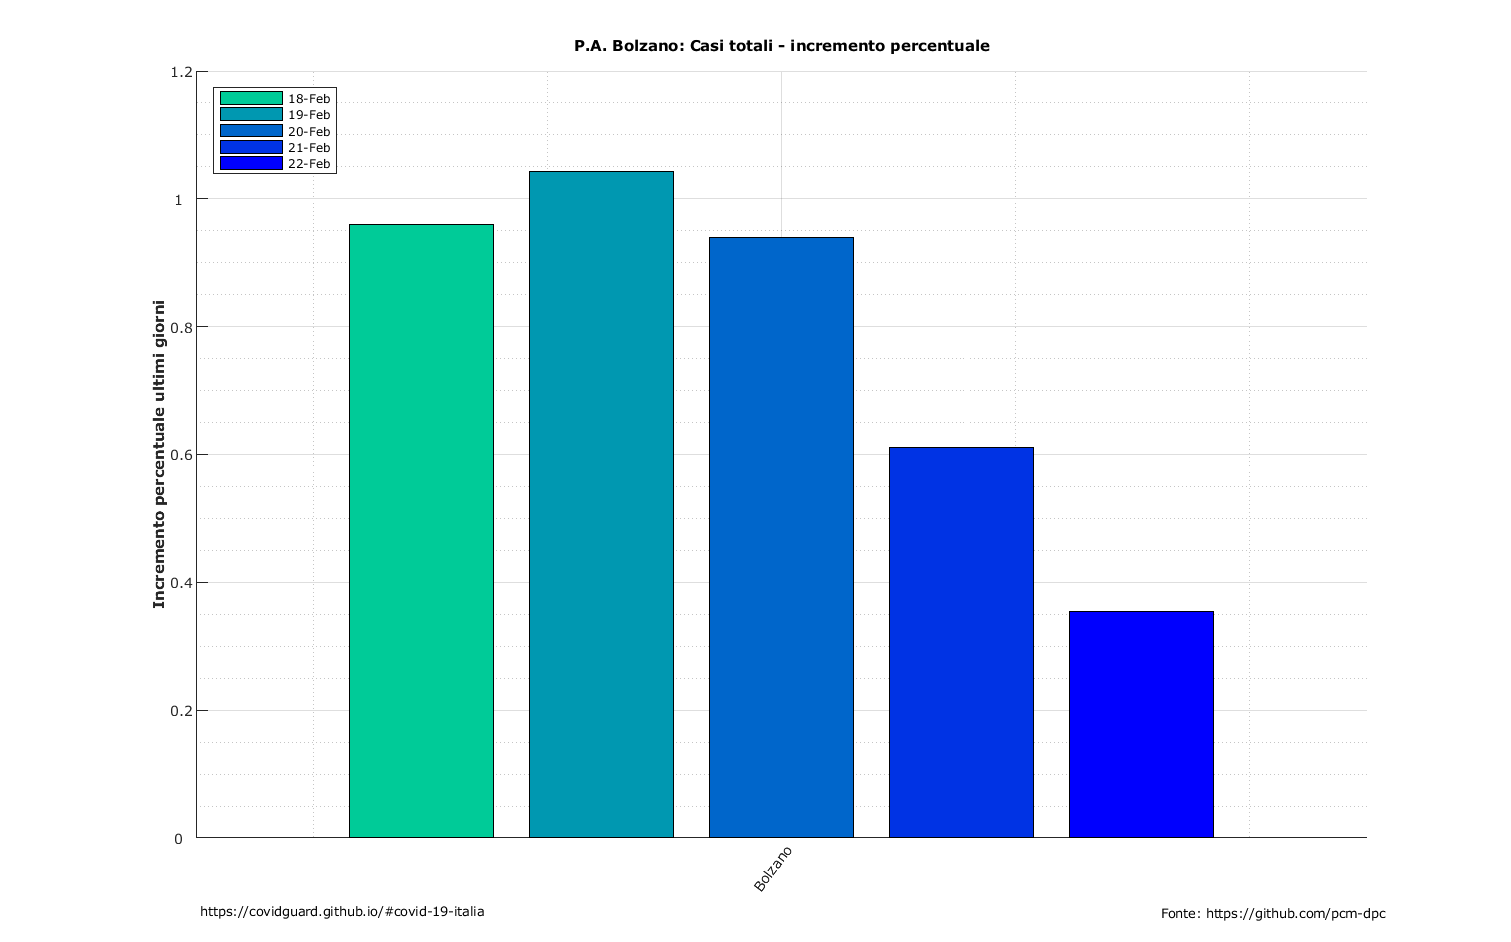 P.A. Bolzano: Casi totali - incremento percentuale
1.2
1
0.8
0.6
0.4
0.2
0
Incremento percentuale ultimi giorni
18-Feb
19-Feb
20-Feb
21-Feb
22-Feb
Bolzano
https://covidguard.github.io/#covid-19-italia
Fonte: https://github.com/pcm-dpc